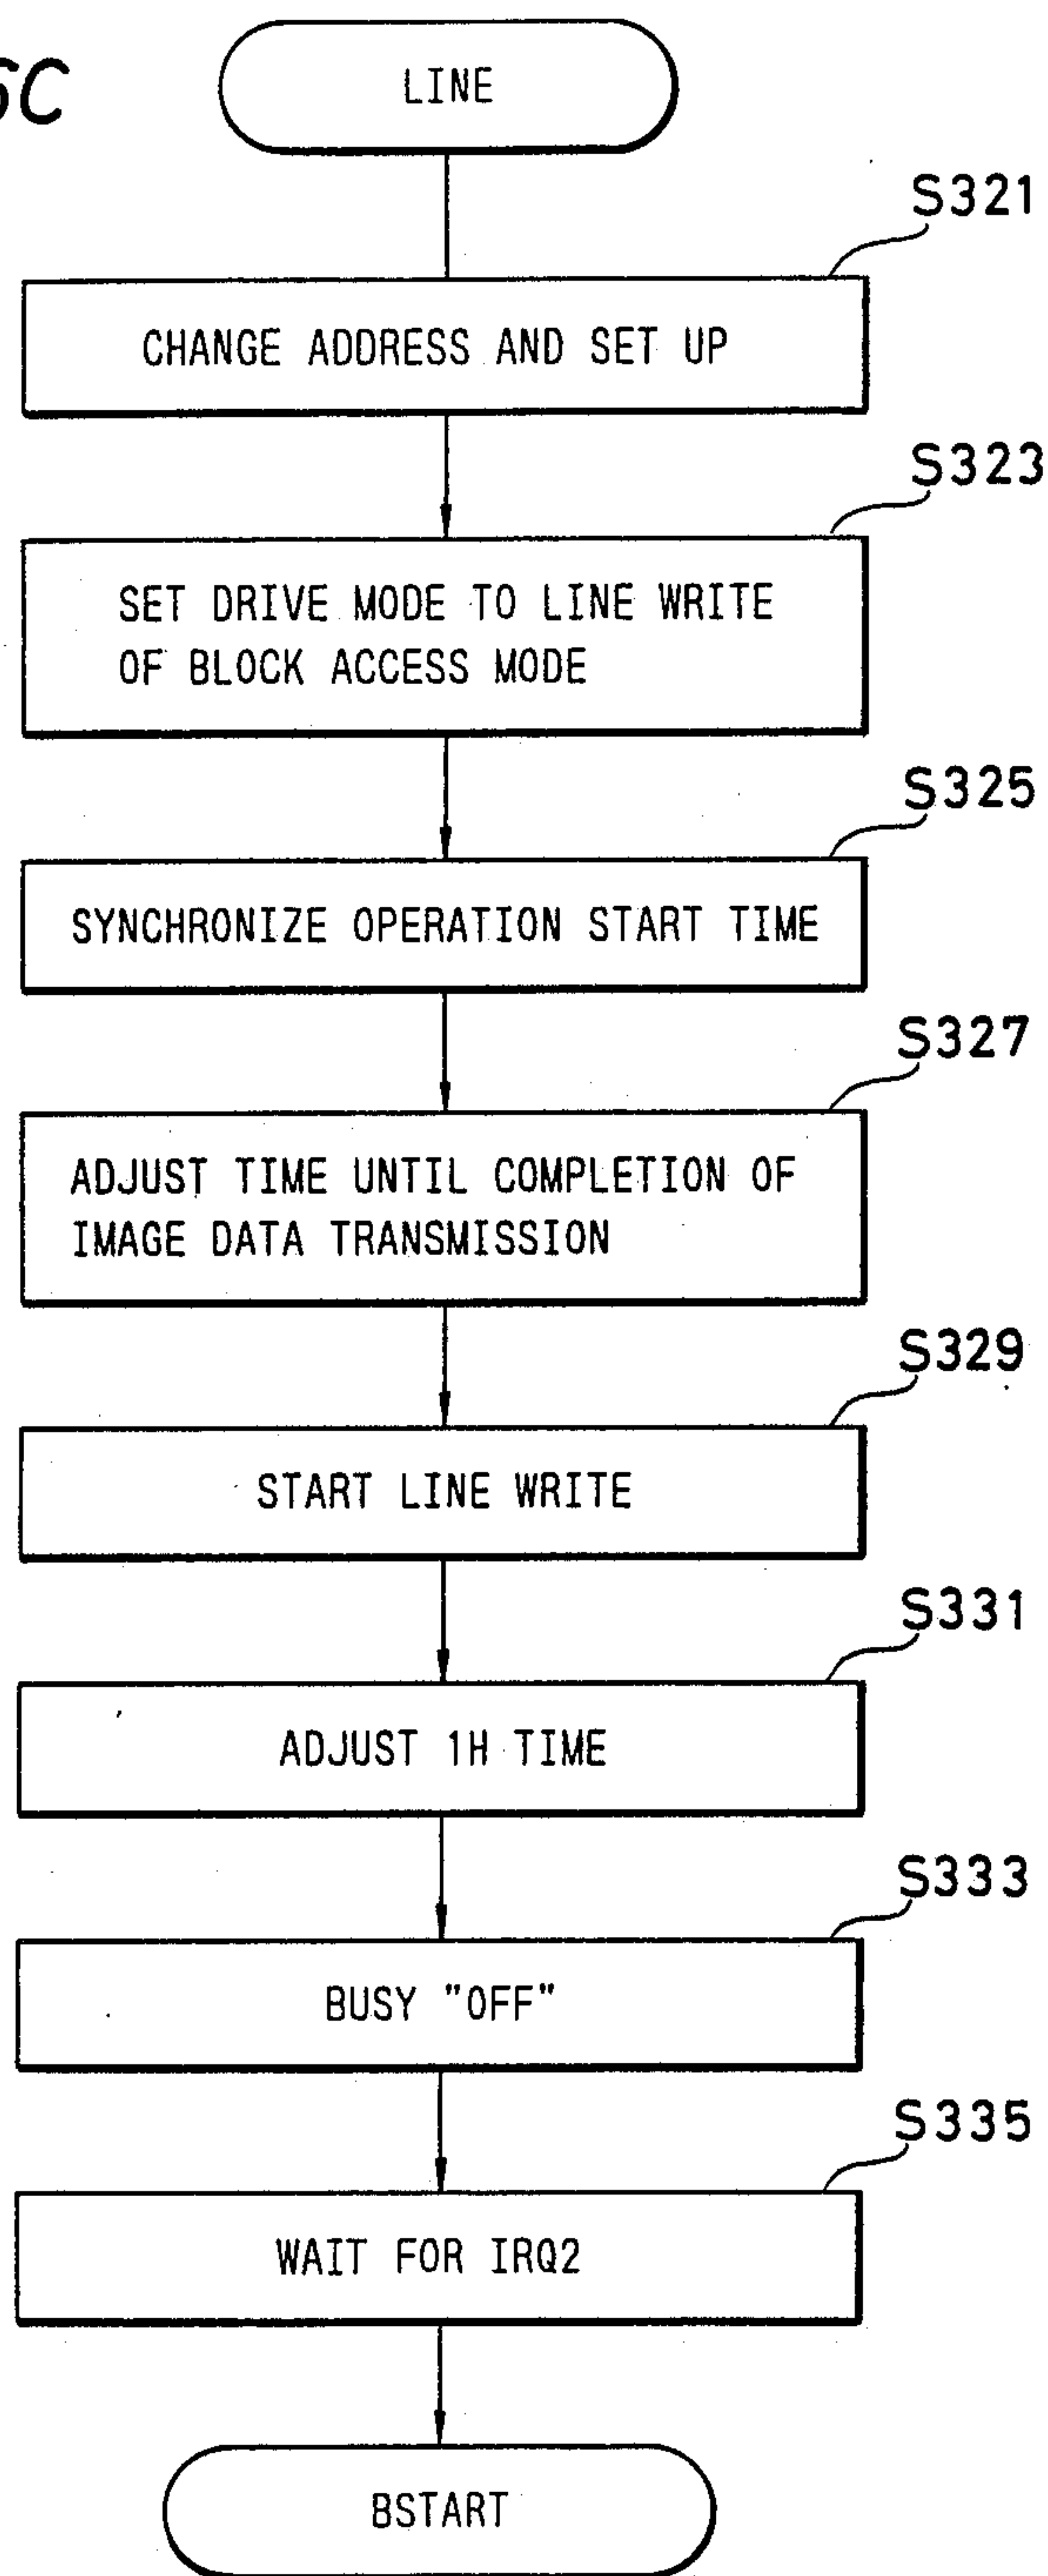 6C
LINE
S321
CHANGE ADDRESS AND SET UP
S323
SET DRIVE MODE TO LINE WRITE
OF BLOCK ACCESS MODE
S325
SYNCHRONIZE OPERATION START TIME
S327
ADJUST TIME UNTIL COMPLETION OF
IMAGE DATA TRANSMISSION
S329
START LINE WRITE
S331
ADJUST 1H TIME
S333
BUSY "OFF"
S335
WAIT FOR IRQ2
BSTART